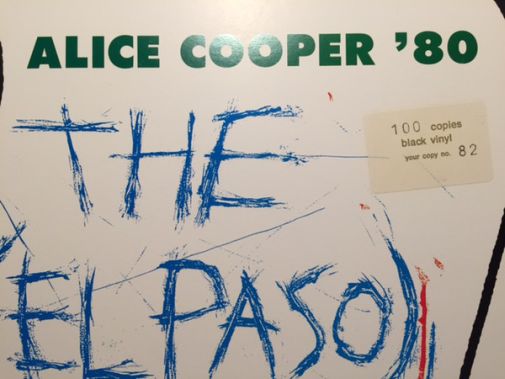 ALICE COOPER '80
THE
100 copies
black vinyl
your copy no. 82
EL PASO